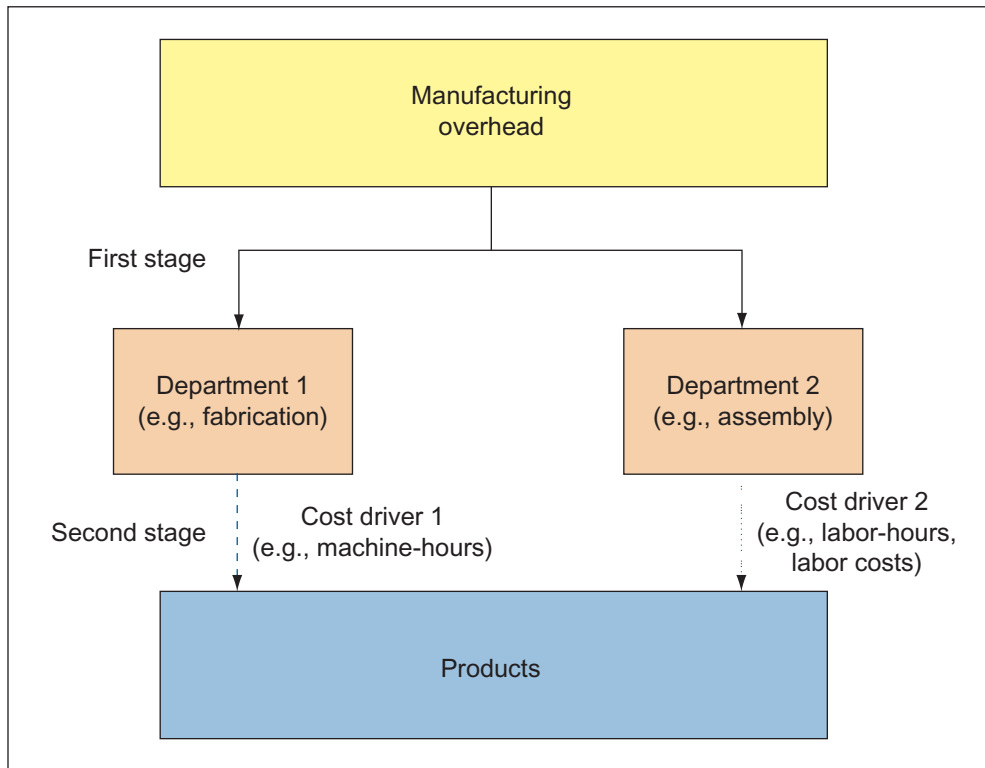 Manufacturing
overhead
First stage
Department 1
(e.g., fabrication)
Department 2
(e.g., assembly)
Second stage
Cost driver 1
(e.g., machine-hours)
Cost driver 2
(e.g., labor-hours,
labor costs)
Products